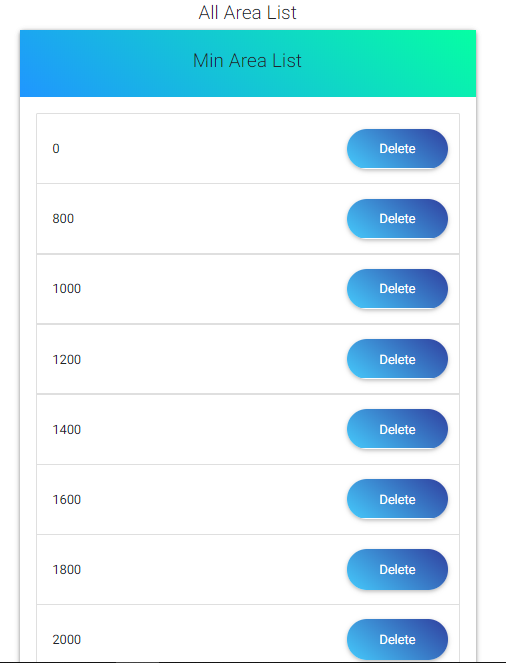 All Area List
Min Area List
0 Delete
800 Delete
1000 Delete
1200 Delete
1400 Delete
1600 Delete
1800 Delete
2000 Delete